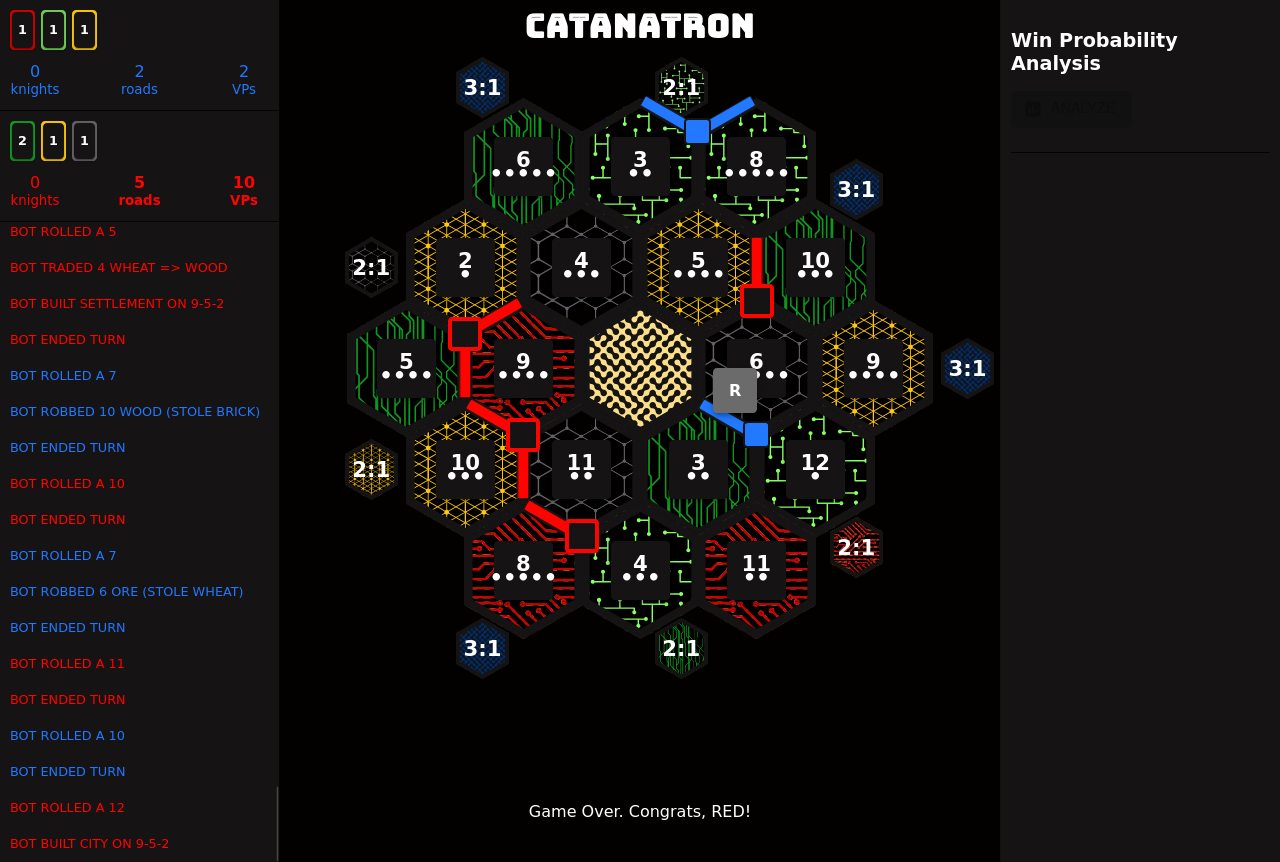 CATANATRON
1 1 1
0 2 2
knights roads VPs
2 1 1
0 5 10
knights roads VPs
BOT ROLLED A 5
BOT TRADED 4 WHEAT => WOOD
BOT BUILT SETTLEMENT ON 9-5-2
BOT ENDED TURN
BOT ROLLED A 7
BOT ROBBED 10 WOOD (STOLE BRICK)
BOT ENDED TURN
BOT ROLLED A 10
BOT ENDED TURN
BOT ROLLED A 7
BOT ROBBED 6 ORE (STOLE WHEAT)
BOT ENDED TURN
BOT ROLLED A 11
BOT ENDED TURN
BOT ROLLED A 10
BOT ENDED TURN
BOT ROLLED A 12
BOT BUILT CITY ON 9-5-2
3:1 2:1
6 3 8
3:1
2:1 2 4 5 10
5 9 6 9 3:1
R
2:1 10 11 3 12
8 4 11 2:1
3:1 2:1
Game Over. Congrats, RED!
Win Probability
Analysis
ANALYZE